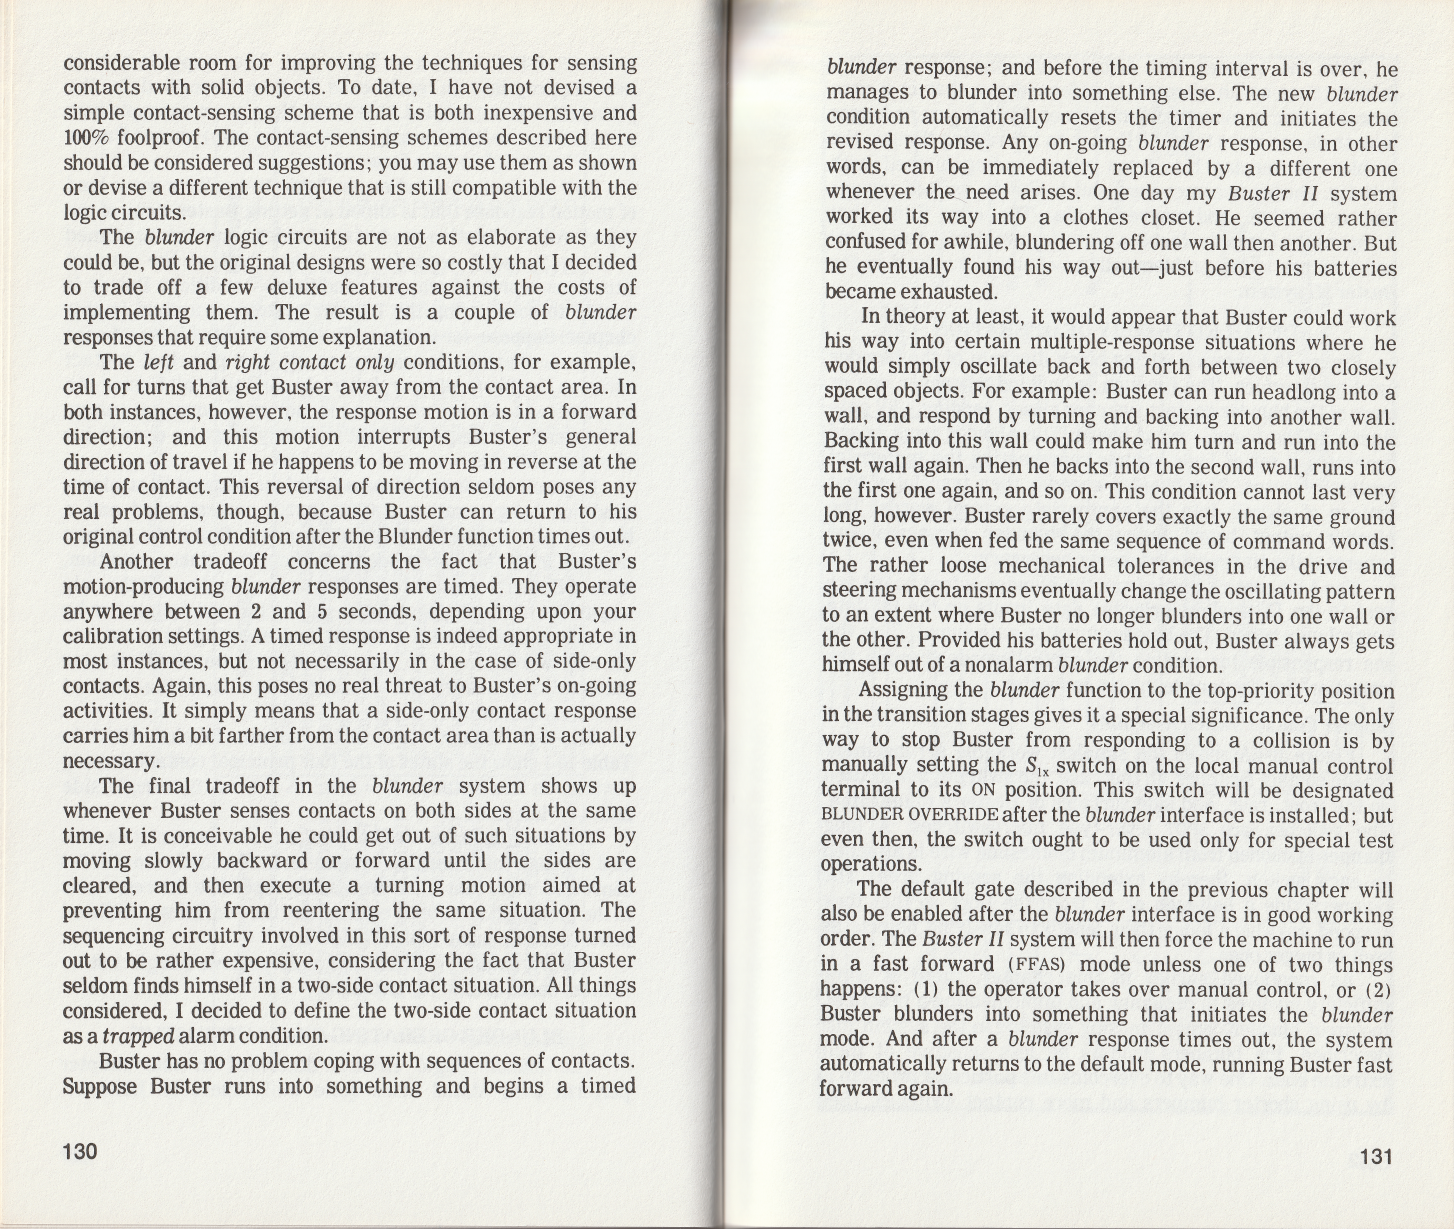 considerable room for improving the techniques for sensing
contacts with solid objects. To date, I have not devised a
simple contact-sensing scheme that is both inexpensive and
100% foolproof. The contact-sensing schemes described here
should be considered suggestions; you may use them as shown
or devise a different technique that is still compatible with the
logic circuits.
The blunder logic circuits are not as elaborate as they
could be, but the original designs were so costly that I decided
to trade off a few deluxe features against the costs of
implementing them. The result is a couple of blunder
responses that require some explanation.
The left and right contact only conditions, for example,
call for turns that get Buster away from the contact area. In
both instances, however, the response motion is in a forward
direction; and this motion interrupts Buster's general
direction of travel if he happens to be moving in reverse at the
time of contact. This reversal of direction seldom poses any
real problems, though, because Buster can return to his
original control condition after the Blunder function times out.
Another tradeoff concerns the fact that Buster's
motion-producing blunder responses are timed. They operate
anywhere between 2 and 5 seconds, depending upon your
calibration settings. A timed response is indeed appropriate in
most instances, but not necessarily in the case of side-only
contacts. Again, this poses no real threat to Buster's on-going
activities. It simply means that a side-only contact response
carries him a bit farther from the contact area than is actually
necessary.
The final tradeoff in the blunder system shows up
whenever Buster senses contacts on both sides at the same
time. It is conceivable he could get out of such situations by
moving slowly backward or forward until the sides are
cleared, and then execute a turning motion aimed at
preventing him from reentering the same situation. The
sequencing circuitry involved in this sort of response turned
out to be rather expensive, considering the fact that Buster
seldom finds himself in a two-side contact situation. All things
considered, I decided to define the two-side contact situation
as a trapped alarm condition.
Buster has no problem coping with sequences of contacts.
Suppose Buster runs into something and begins a timed
130
blunder response; and before the timing interval is over, he
manages to blunder into something else. The new blunder
condition automatically resets the timer and initiates the
revised response. Any on-going blunder response, in other
words, can be immediately replaced by a different one
whenever the need arises. One day my Buster II system
worked its way into a clothes closet. He seemed rather
confused for awhile, blundering off one wall then another. But
he eventually found his way out—just before his batteries
became exhausted.
In theory at least, it would appear that Buster could work
his way into certain multiple-response situations where he
would simply oscillate back and forth between two closely
spaced objects. For example: Buster can run headlong into a
wall, and respond by turning and backing into another wall.
Backing into this wall could make him turn and run into the
first wall again. Then he backs into the second wall, runs into
the first one again, and so on. This condition cannot last very
long, however. Buster rarely covers exactly the same ground
twice, even when fed the same sequence of command words.
The rather loose mechanical tolerances in the drive and
steering mechanisms eventually change the oscillating pattern
to an extent where Buster no longer blunders into one wall or
the other. Provided his batteries hold out, Buster always gets
himself out of a nonalarm blunder condition.
Assigning the blunder function to the top-priority position
in the transition stages gives it a special significance. The only
way to stop Buster from responding to a collision is by
manually setting the S1x switch on the local manual control
terminal to its ON position. This switch will be designated
BLUNDER OVERRIDE after the blunder interface is installed; but
even then, the switch ought to be used only for special test
operations.
The default gate described in the previous chapter will
also be enabled after the blunder interface is in good working
order. The Buster II system will then force the machine to run
in a fast forward (FFAS) mode unless one of two things
happens: (1) the operator takes over manual control, or (2)
Buster blunders into something that initiates the blunder
mode. And after a blunder response times out, the system
automatically returns to the default mode, running Buster fast
forward again.
131